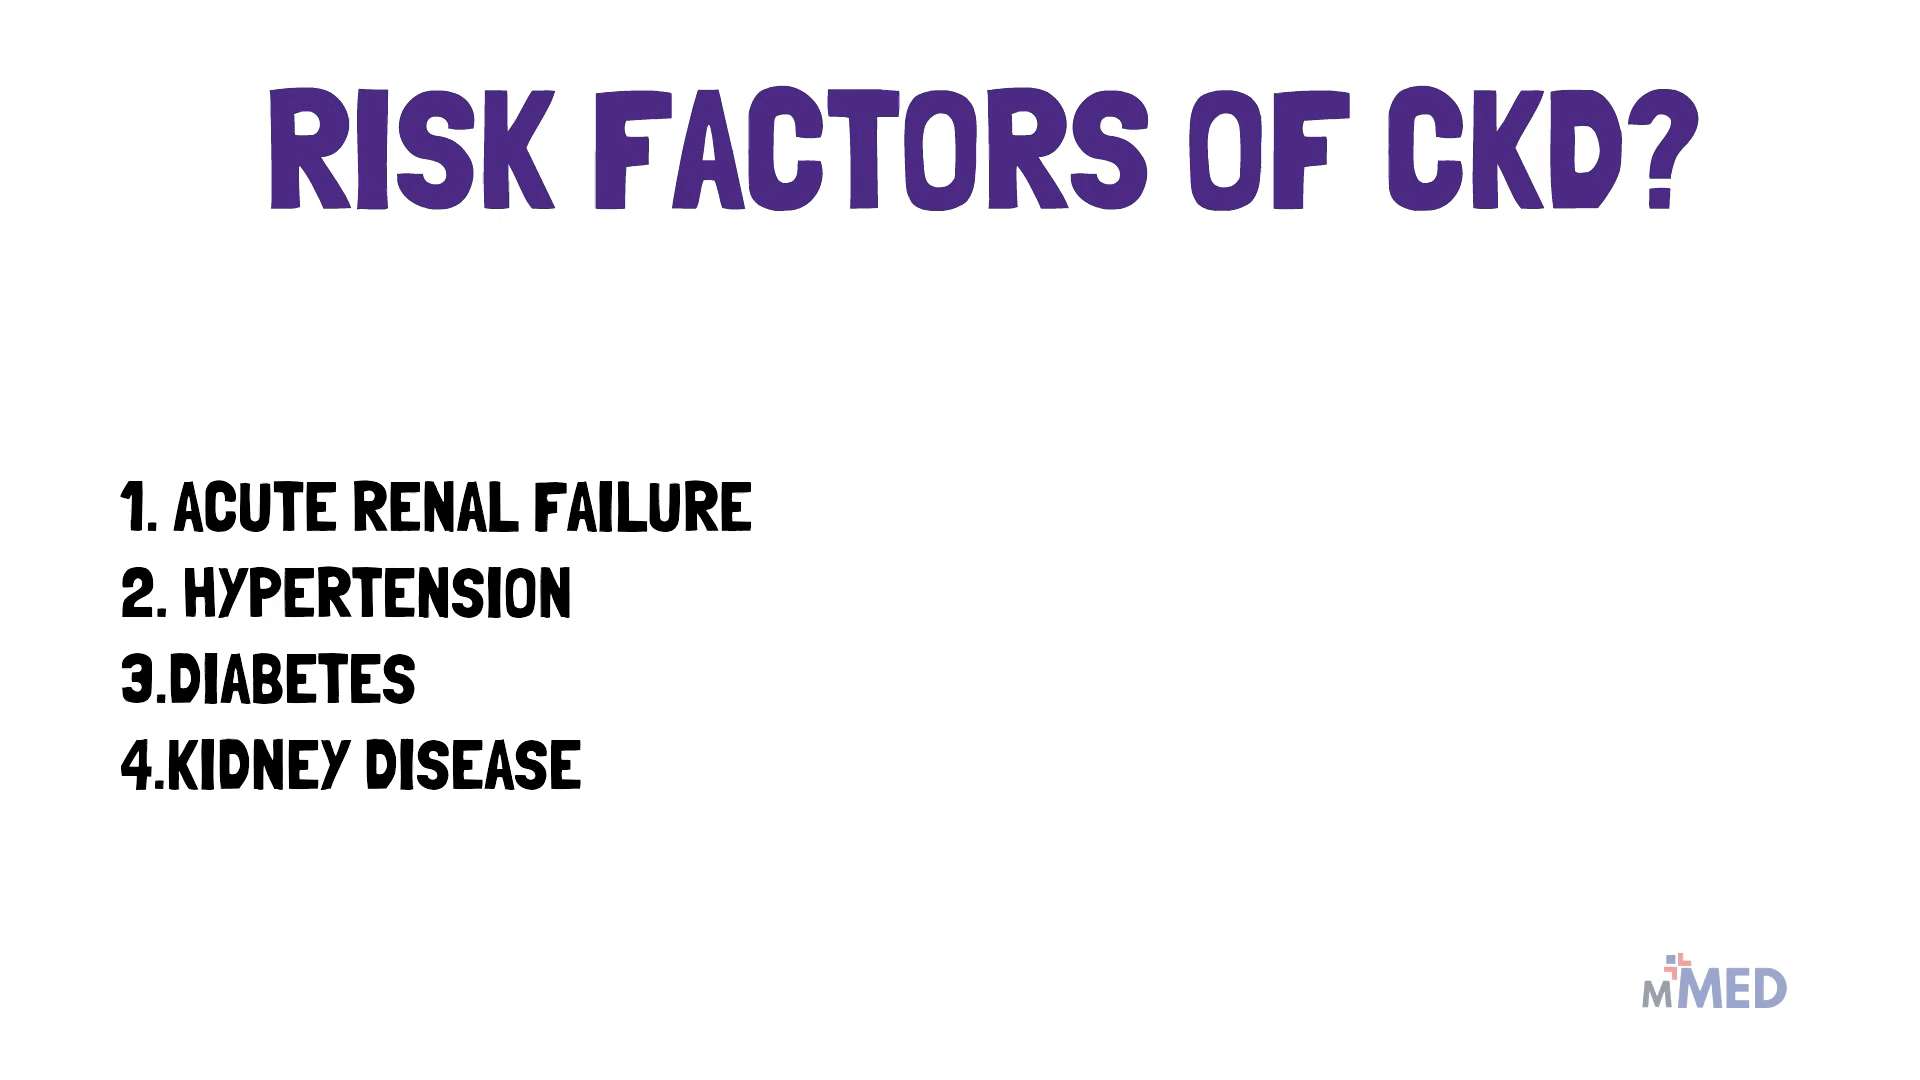 RISK FACTORS OF CKD?
1. ACUTE RENAL FAILURE
2. HYPERTENSION
3.DIABETES
4.KIDNEY DISEASE
MMED